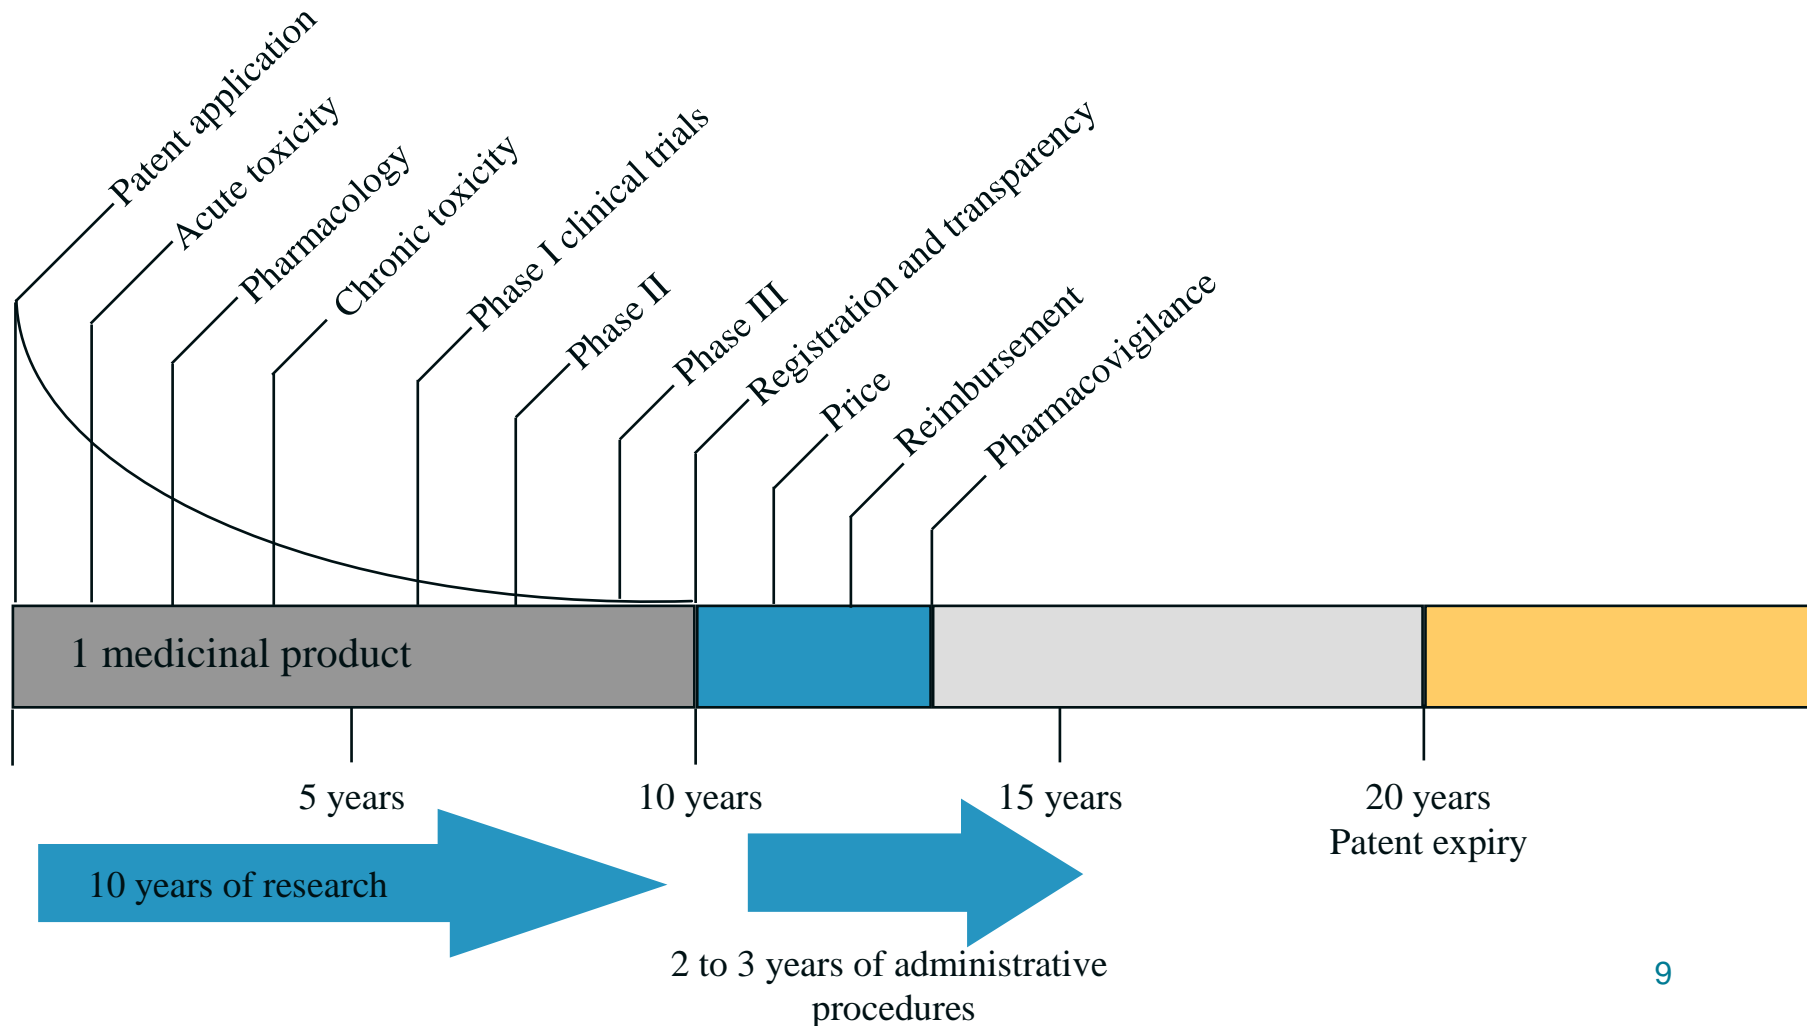 Patent application
Acute toxicity
Pharmacology
Chronic toxicity
Phase I clinical trials
Phase II
Phase III
Registration and transparency
Price
Reimbursement
Pharmacovigilance
1 medicinal product
5 years
10 years
15 years
20 years
Patent expiry
10 years of research
2 to 3 years of administrative
procedures
9